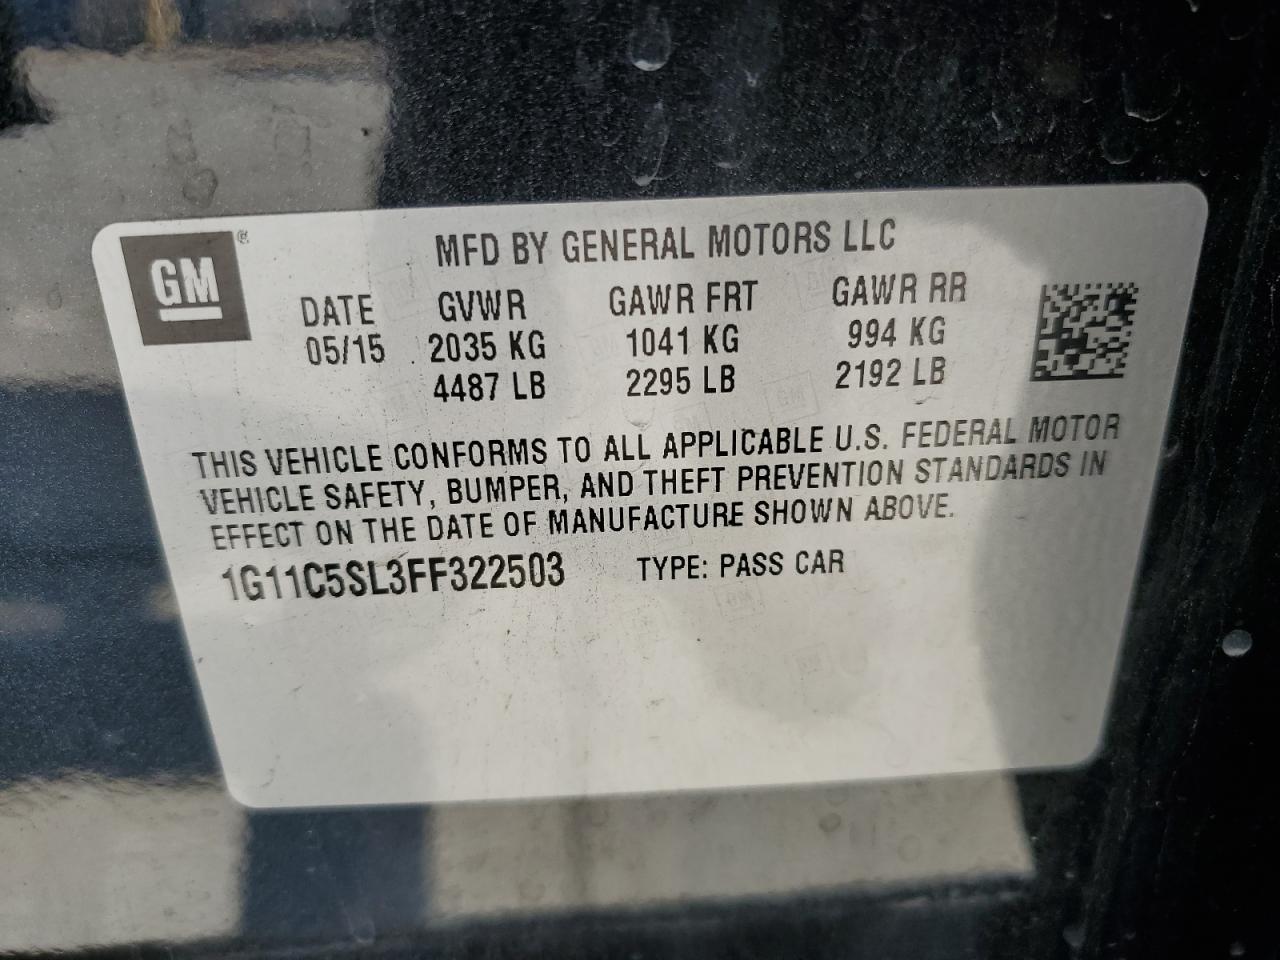 GM®
MFD BY GENERAL MOTORS LLC
DATE GVWR GAWR FRT GAWR RR
05/15 2035 KG 1041 KG 994 KG
4487 LB 2295 LB 2192 LB
THIS VEHICLE CONFORMS TO ALL APPLICABLE U.S. FEDERAL MOTOR
VEHICLE SAFETY, BUMPER, AND THEFT PREVENTION STANDARDS IN
EFFECT ON THE DATE OF MANUFACTURE SHOWN ABOVE.
1G11C5SL3FF322503 TYPE: PASS CAR